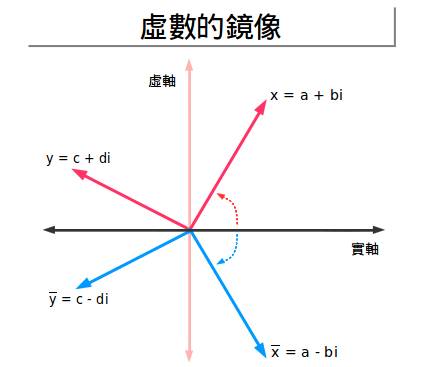 虛數的鏡像
虛軸
x = a + bi
y = c + di
實軸
y̅ = c - di
x̅ = a - bi